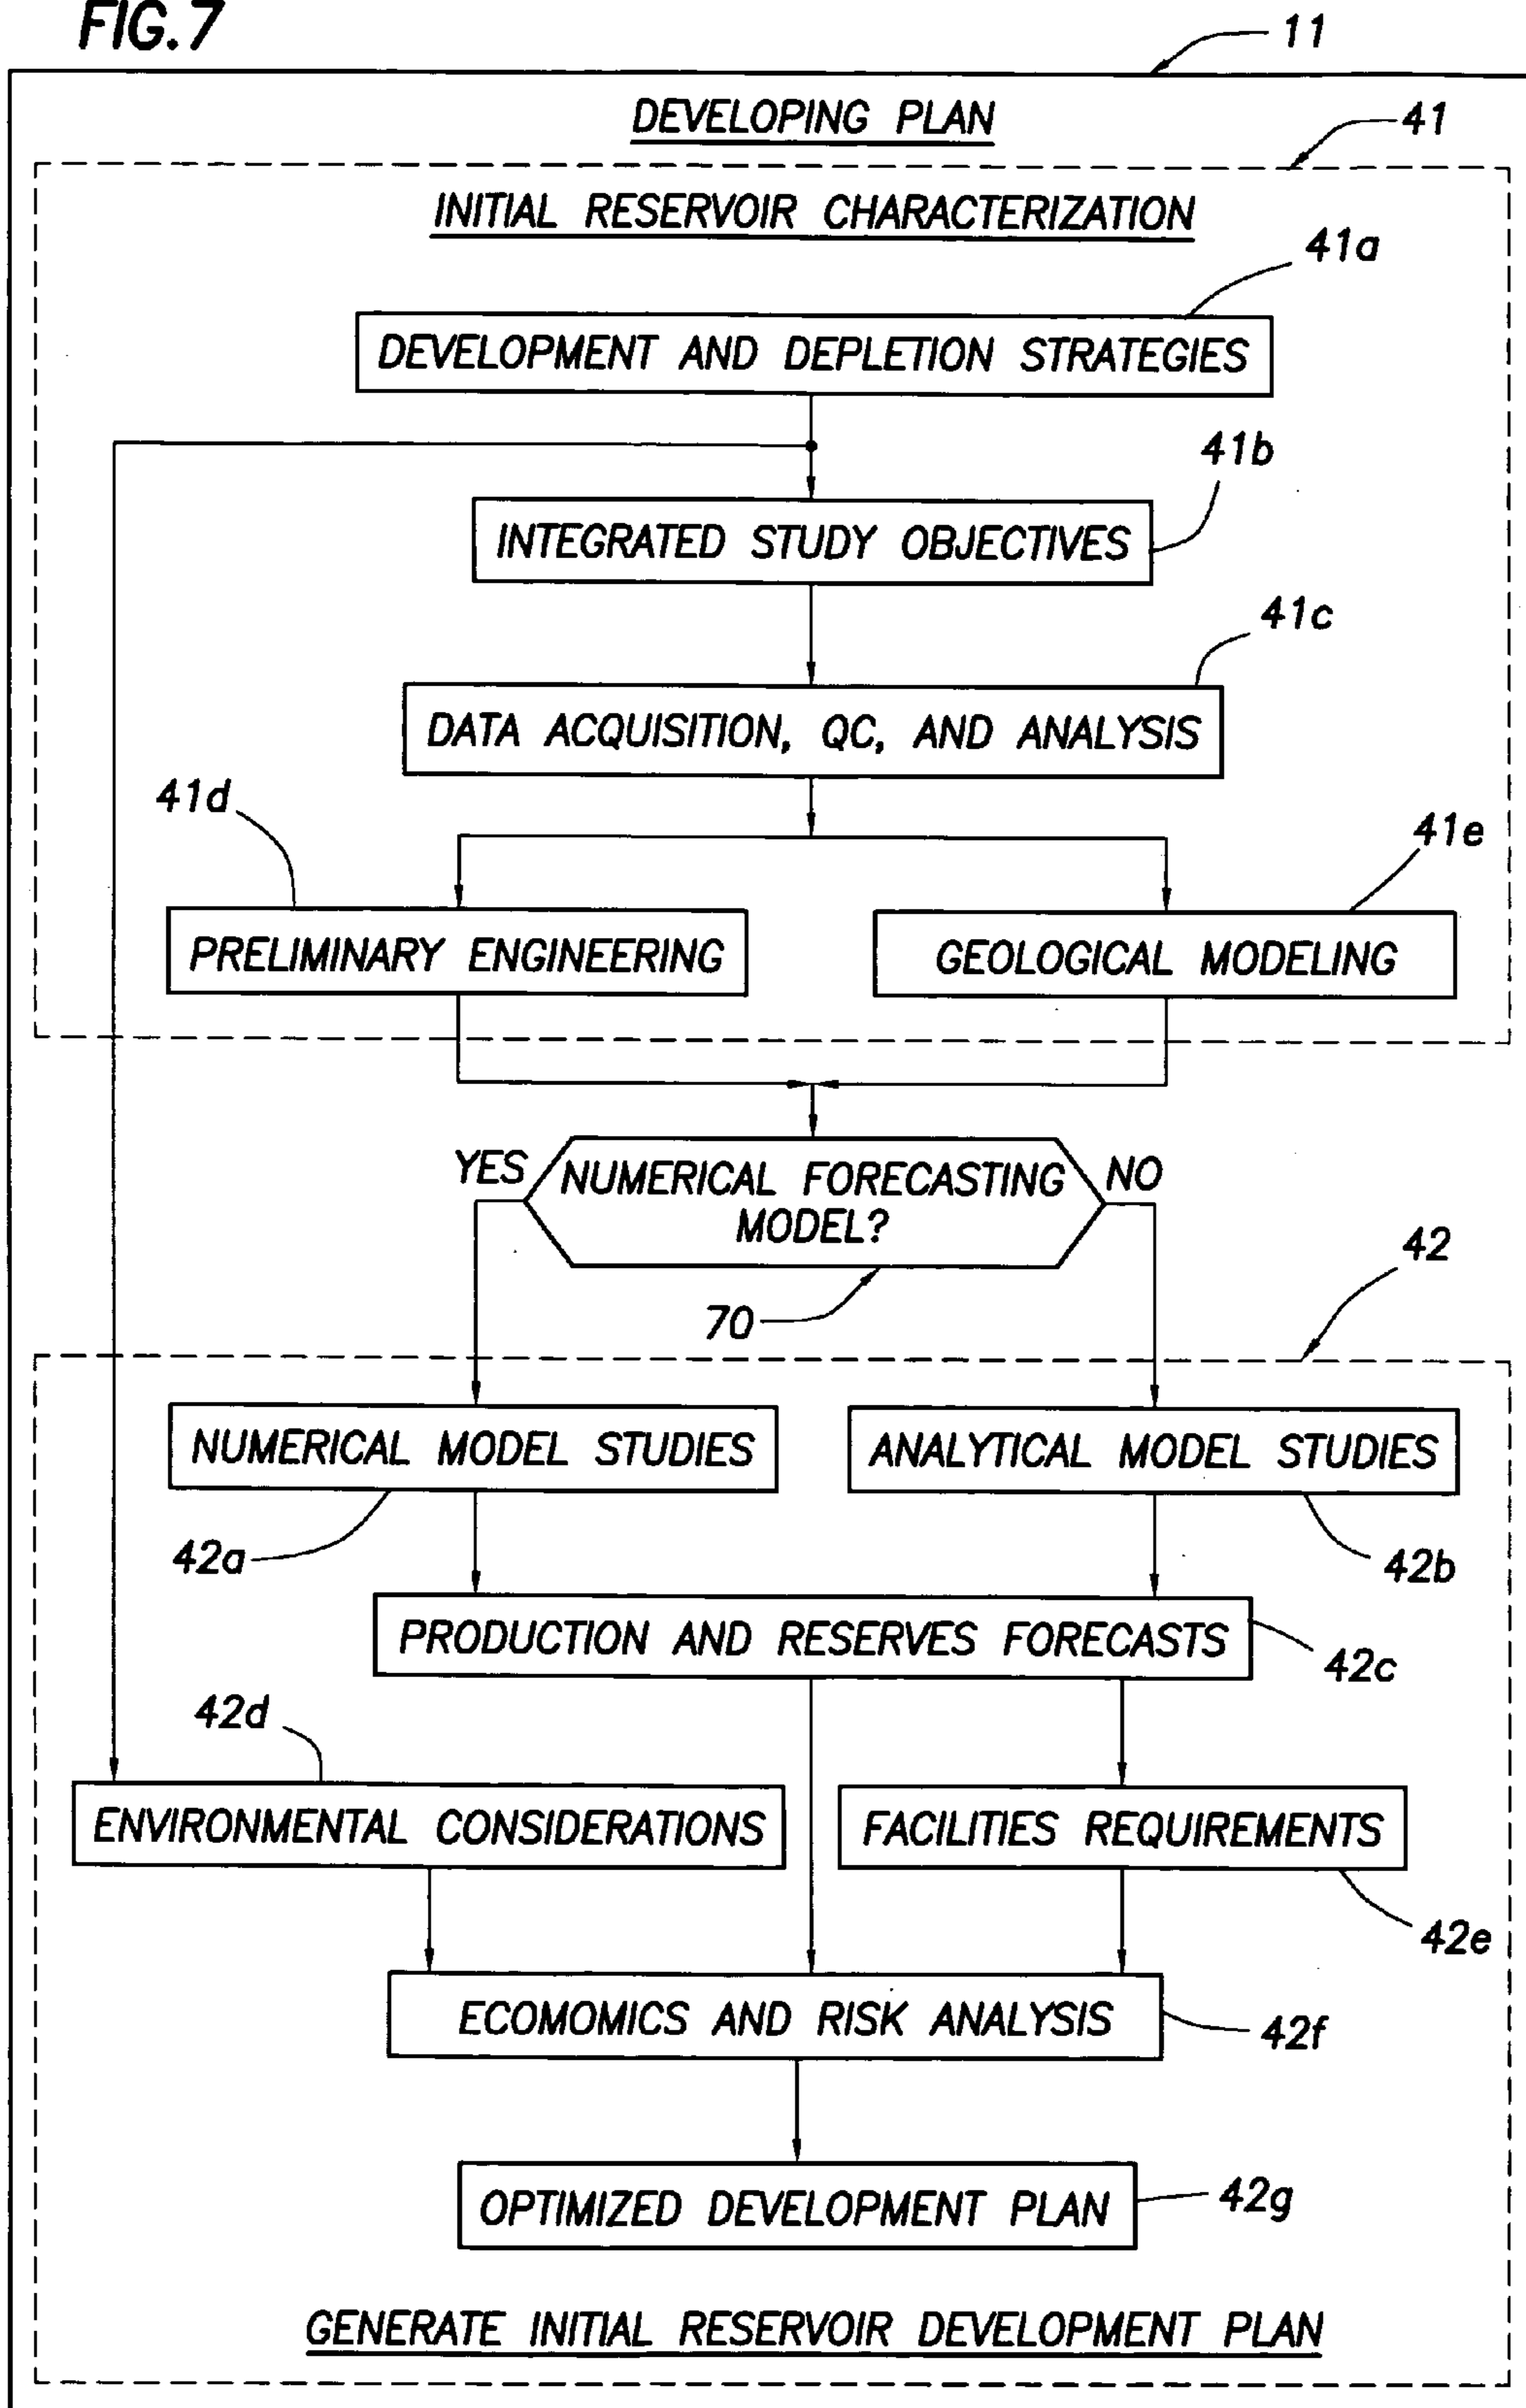 FIG.7
11
DEVELOPING PLAN
41
INITIAL RESERVOIR CHARACTERIZATION
41a
DEVELOPMENT AND DEPLETION STRATEGIES
41b
INTEGRATED STUDY OBJECTIVES
41c
DATA ACQUISITION, QC, AND ANALYSIS
41d
41e
PRELIMINARY ENGINEERING
GEOLOGICAL MODELING
YES
NUMERICAL FORECASTING
MODEL?
NO
42
70
NUMERICAL MODEL STUDIES
ANALYTICAL MODEL STUDIES
42a
42b
PRODUCTION AND RESERVES FORECASTS
42c
42d
ENVIRONMENTAL CONSIDERATIONS
FACILITIES REQUIREMENTS
42e
ECOMOMICS AND RISK ANALYSIS
42f
OPTIMIZED DEVELOPMENT PLAN
42g
GENERATE INITIAL RESERVOIR DEVELOPMENT PLAN